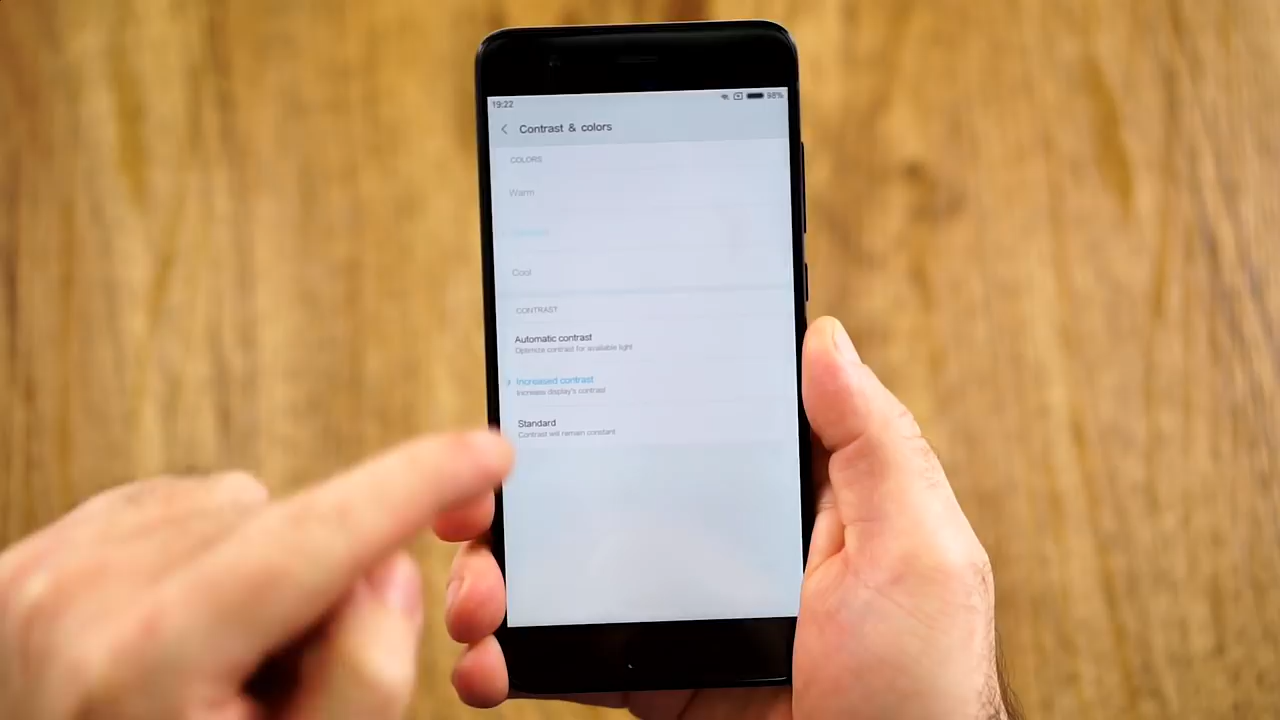 19:22
98%
Contrast & colors
COLORS
Warm
Cool
CONTRAST
Automatic contrast
Optimize contrast for available light
Increased contrast
Increase display's contrast
Standard
Contrast will remain constant